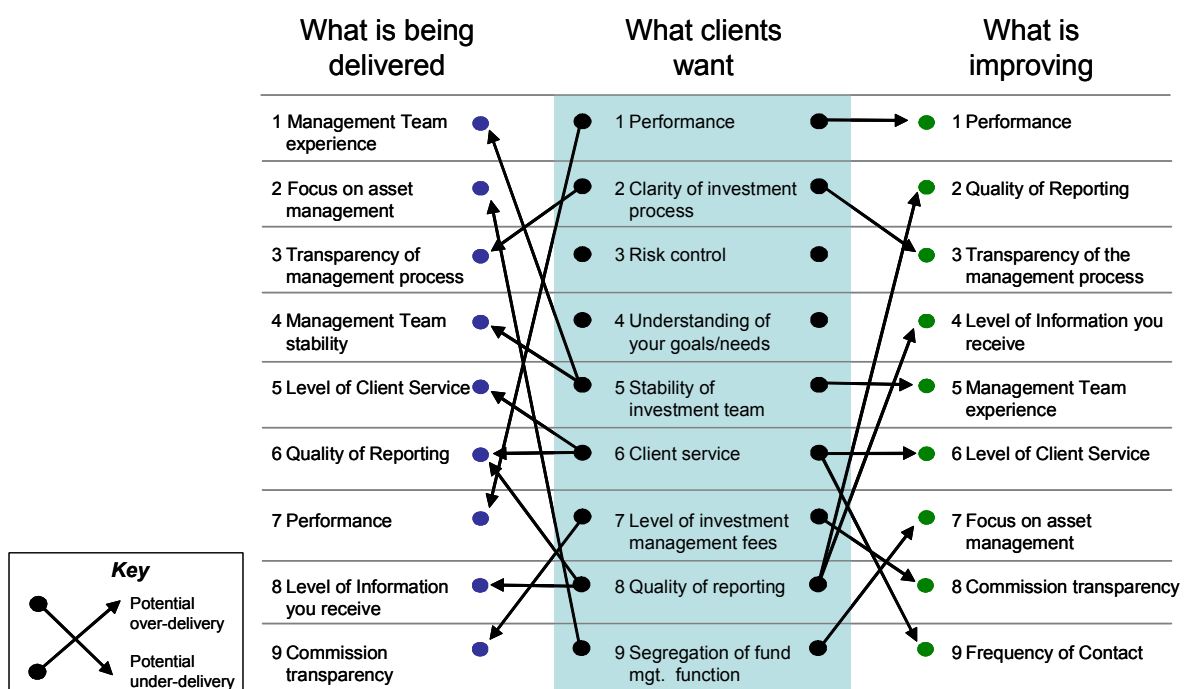 What is being
delivered
What clients
want
What is
improving
1 Management Team
experience
1 Performance
1 Performance
2 Focus on asset
management
2 Clarity of investment
process
2 Quality of Reporting
3 Transparency of
management process
3 Risk control
3 Transparency of the
management process
4 Management Team
stability
4 Understanding of
your goals/needs
4 Level of Information you
receive
5 Level of Client Service
5 Stability of
investment team
5 Management Team
experience
6 Quality of Reporting
6 Client service
6 Level of Client Service
7 Performance
7 Level of investment
management fees
7 Focus on asset
management
8 Level of Information
you receive
8 Quality of reporting
8 Commission transparency
9 Commission
transparency
9 Segregation of fund
mgt. function
9 Frequency of Contact
Key
Potential
over-delivery
Potential
under-delivery